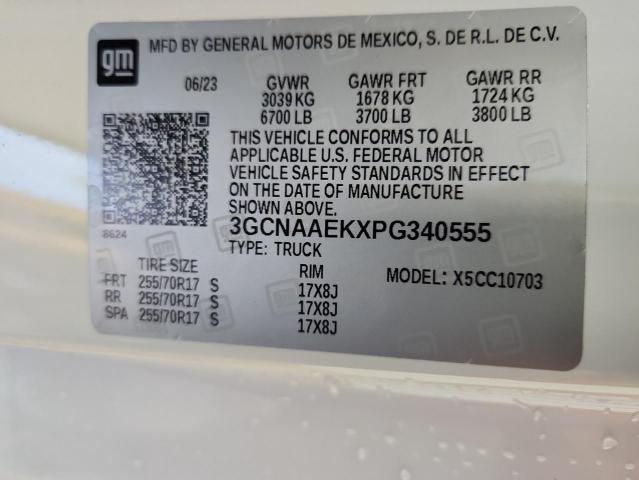 gm MFD BY GENERAL MOTORS DE MEXICO, S. DE R.L. DE C.V.
06/23 GVWR GAWR FRT GAWR RR
3039 KG 1678 KG 1724 KG
6700 LB 3700 LB 3800 LB
THIS VEHICLE CONFORMS TO ALL
APPLICABLE U.S. FEDERAL MOTOR
VEHICLE SAFETY STANDARDS IN EFFECT
ON THE DATE OF MANUFACTURE
SHOWN ABOVE.
8624
3GCNAAEKXPG340555
TYPE: TRUCK
TIRE SIZE RIM MODEL: X5CC10703
FRT 255/70R17 S 17X8J
RR 255/70R17 S 17X8J
SPA 255/70R17 S 17X8J